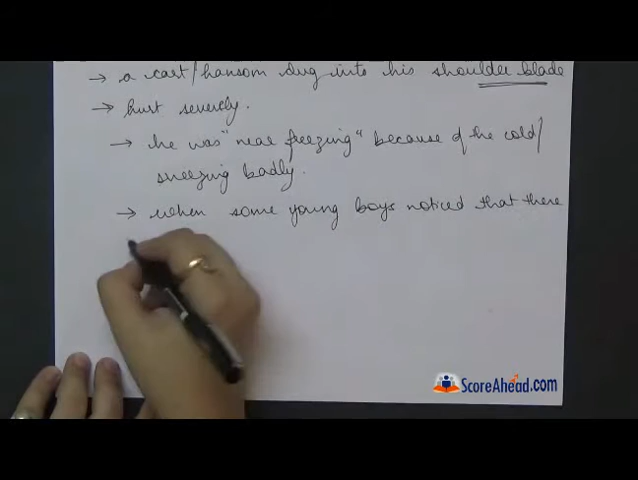 → a cart/hansom dug into his shoulder blade
→ hurt severely.
→ he was "near freezing" because of the cold/
sneezing badly.
→ when some young boys noticed that there
ScoreAhead.com